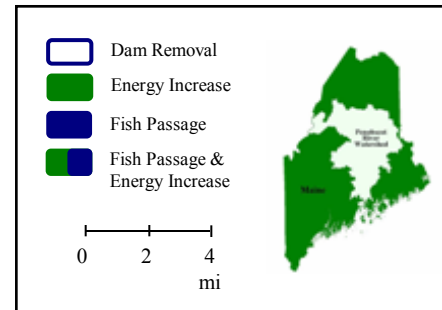 Dam Removal
Energy Increase
Fish Passage
Fish Passage &
Energy Increase
0 2 4
mi
Penobscot
River
Watershed
Maine